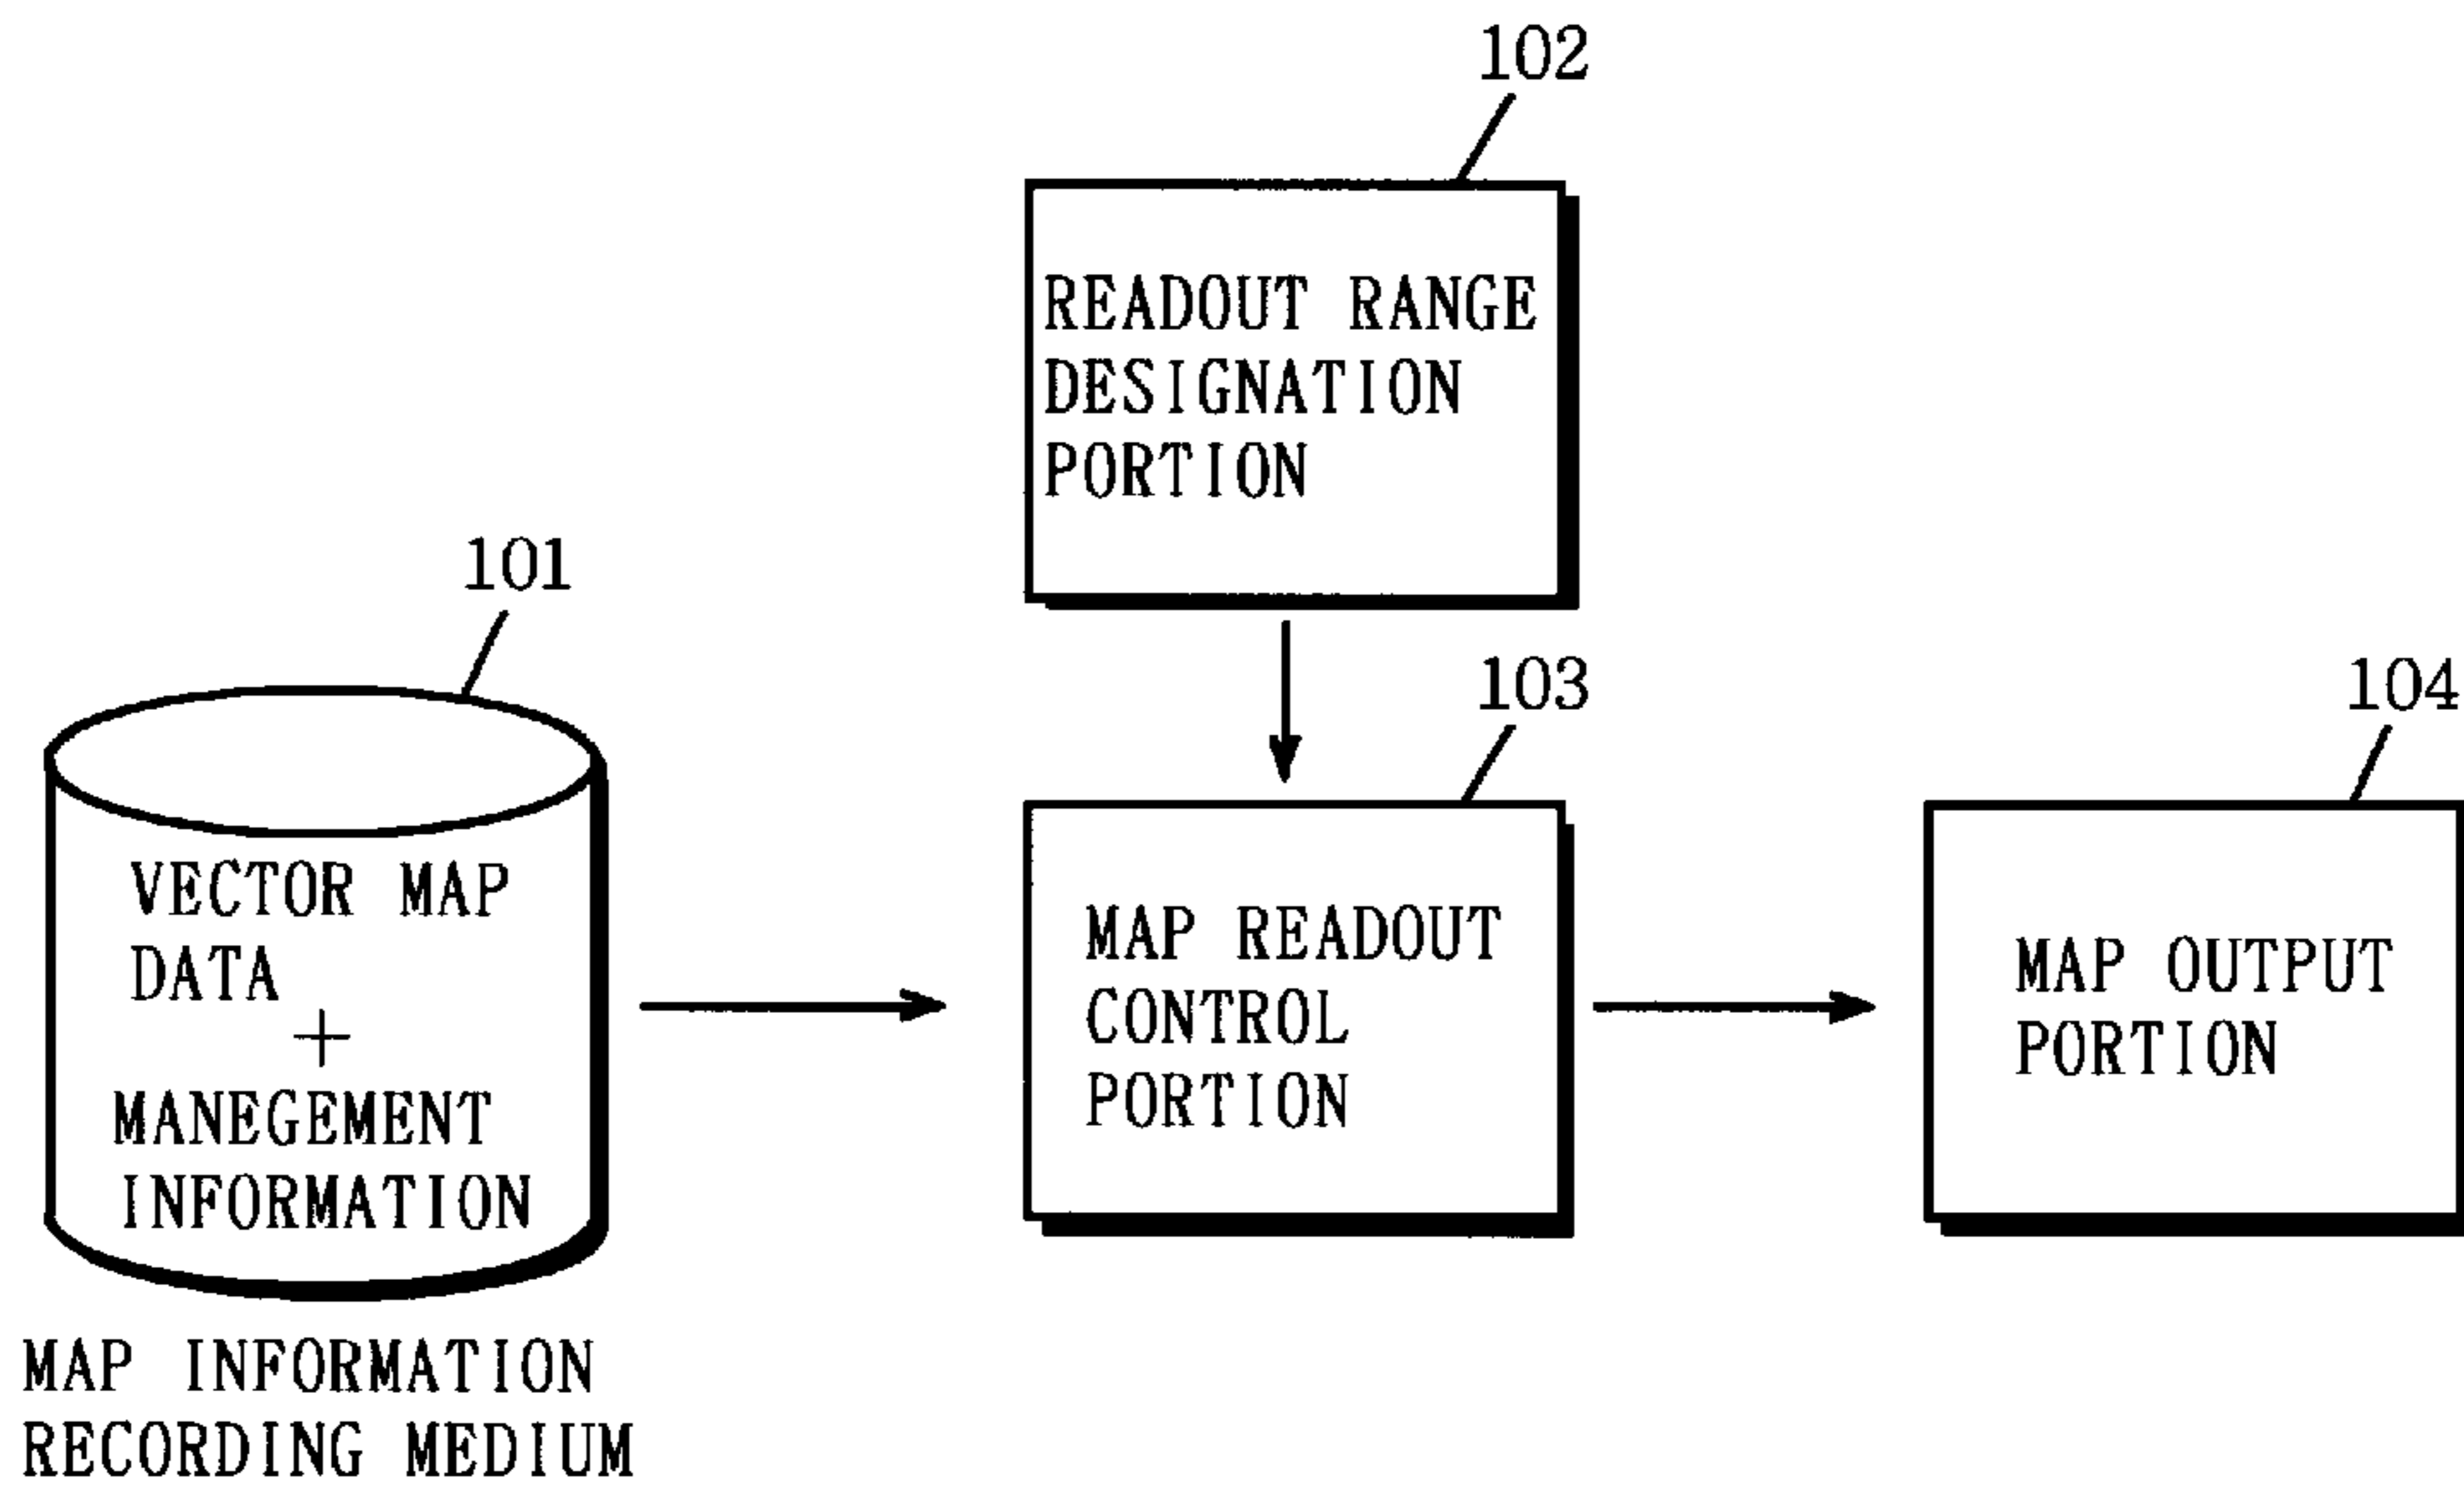 102
READOUT RANGE
DESIGNATION
PORTION
101
VECTOR MAP
DATA
+
MANEGEMENT
INFORMATION
MAP INFORMATION
RECORDING MEDIUM
103
MAP READOUT
CONTROL
PORTION
104
MAP OUTPUT
PORTION